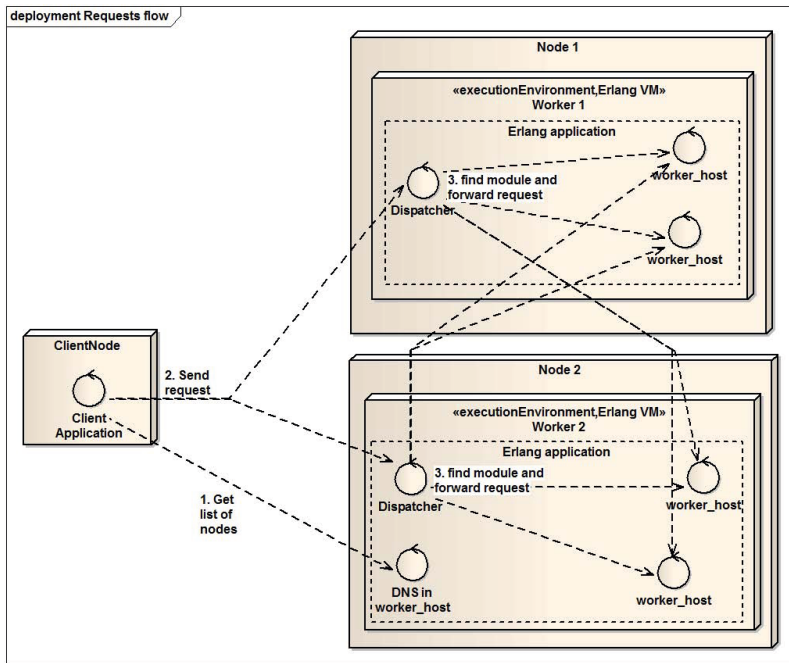 deployment Requests flow
Node 1
«executionEnvironment,Erlang VM»
Worker 1
Erlang application
worker_host
3. find module and
forward request
Dispatcher
worker_host
ClientNode
Client
Application
2. Send
request
1. Get
list of
nodes
Node 2
«executionEnvironment,Erlang VM»
Worker 2
Erlang application
3. find module and
forward request
Dispatcher
worker_host
DNS in
worker_host
worker_host